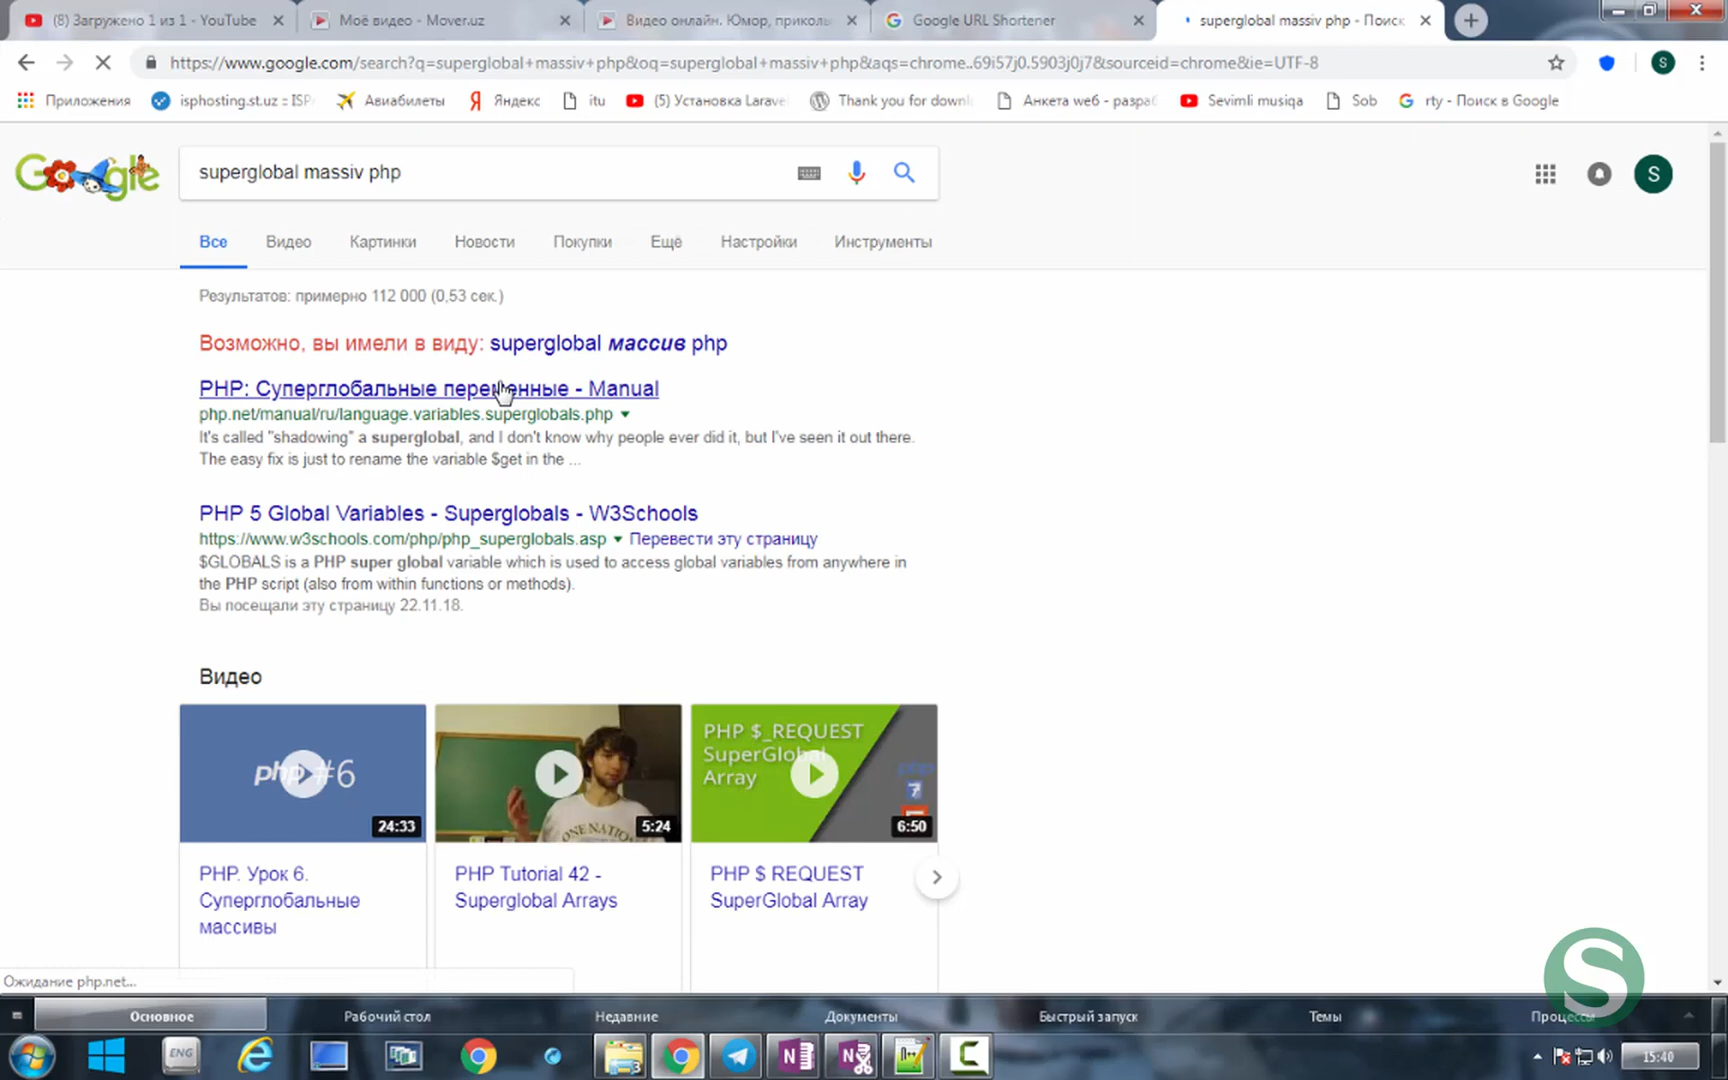 (8) Загружено 1 из 1 - YouTube
Моё видео - Mover.uz
Видео онлайн. Юмор, приколы
Google URL Shortener
superglobal massiv php - Поиск
https://www.google.com/search?q=superglobal+massiv+php&oq=superglobal+massiv+php&aqs=chrome..69i57j0.5903j0j7&sourceid=chrome&ie=UTF-8
S
Приложения
isphosting.st.uz :: ISP
Авиабилеты
Яндекс
itu
(5) Установка Larave
Thank you for downl
Анкета web - разраб
Sevimli musiqa
Sob
rty - Поиск в Google
Google
superglobal massiv php
S
Все
Видео
Картинки
Новости
Покупки
Ещё
Настройки
Инструменты
Результатов: примерно 112 000 (0,53 сек.)
Возможно, вы имели в виду: superglobal массив php
PHP: Суперглобальные переменные - Manual
php.net/manual/ru/language.variables.superglobals.php
It's called "shadowing" a superglobal, and I don't know why people ever did it, but I've seen it out there.
The easy fix is just to rename the variable $get in the ...
PHP 5 Global Variables - Superglobals - W3Schools
https://www.w3schools.com/php/php_superglobals.asp Перевести эту страницу
$GLOBALS is a PHP super global variable which is used to access global variables from anywhere in
the PHP script (also from within functions or methods).
Вы посещали эту страницу 22.11.18.
Видео
php #6
24:33
ONE NATION
5:24
PHP $_REQUEST
SuperGlobal
Array
6:50
PHP. Урок 6.
Суперглобальные
массивы
PHP Tutorial 42 -
Superglobal Arrays
PHP $ REQUEST
SuperGlobal Array
Ожидание php.net...
S
Основное
Рабочий стол
Недавние
Документы
Быстрый запуск
Темы
Процессы
ENG
15:40